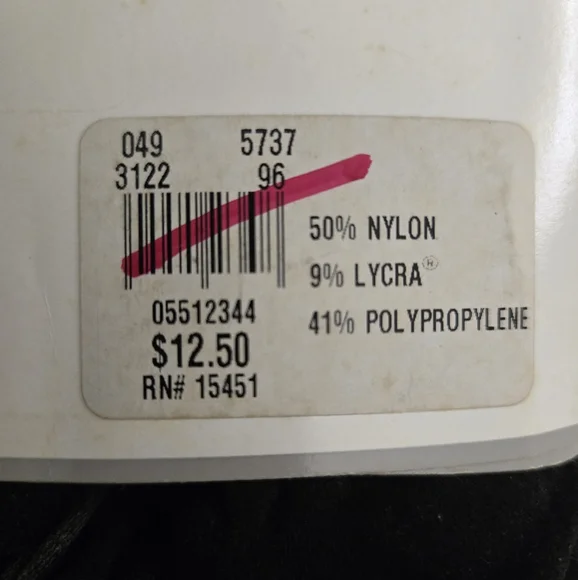 049 5737
3122 96
05512344
$12.50
RN# 15451
50% NYLON
9% LYCRA®
41% POLYPROPYLENE